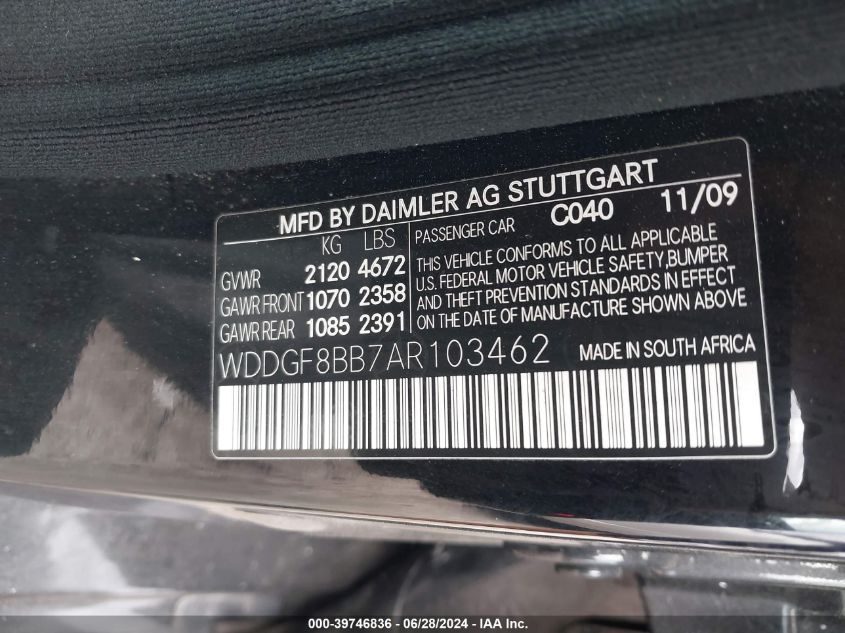 MFD BY DAIMLER AG STUTTGART
KG LBS
GVWR 2120 4672
GAWR FRONT 1070 2358
GAWR REAR 1085 2391
PASSENGER CAR C040 11/09
THIS VEHICLE CONFORMS TO ALL APPLICABLE
U.S. FEDERAL MOTOR VEHICLE SAFETY,BUMPER
AND THEFT PREVENTION STANDARDS IN EFFECT
ON THE DATE OF MANUFACTURE SHOWN ABOVE
WDDGF8BB7AR103462 MADE IN SOUTH AFRICA
000-39746836 / 06/28/2024 - IAA Inc.